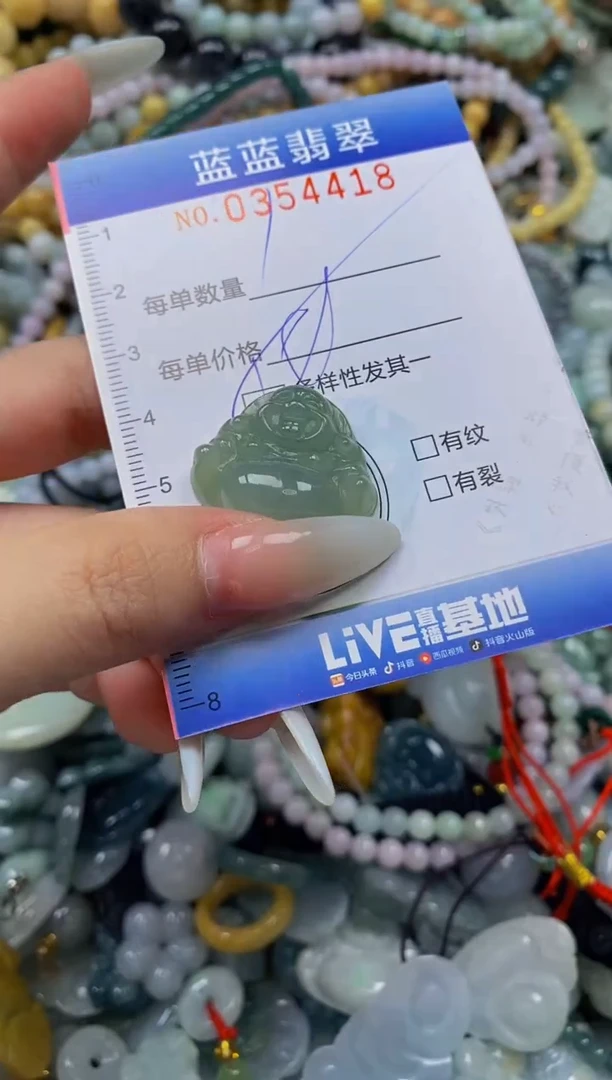 蓝蓝翡翠
NO.0354418
1
2
每单数量
3
每单价格
多样性发其一
4
有纹
5
有裂
LiVE直播基地
今日头条 抖音 西瓜视频 抖音火山版
8